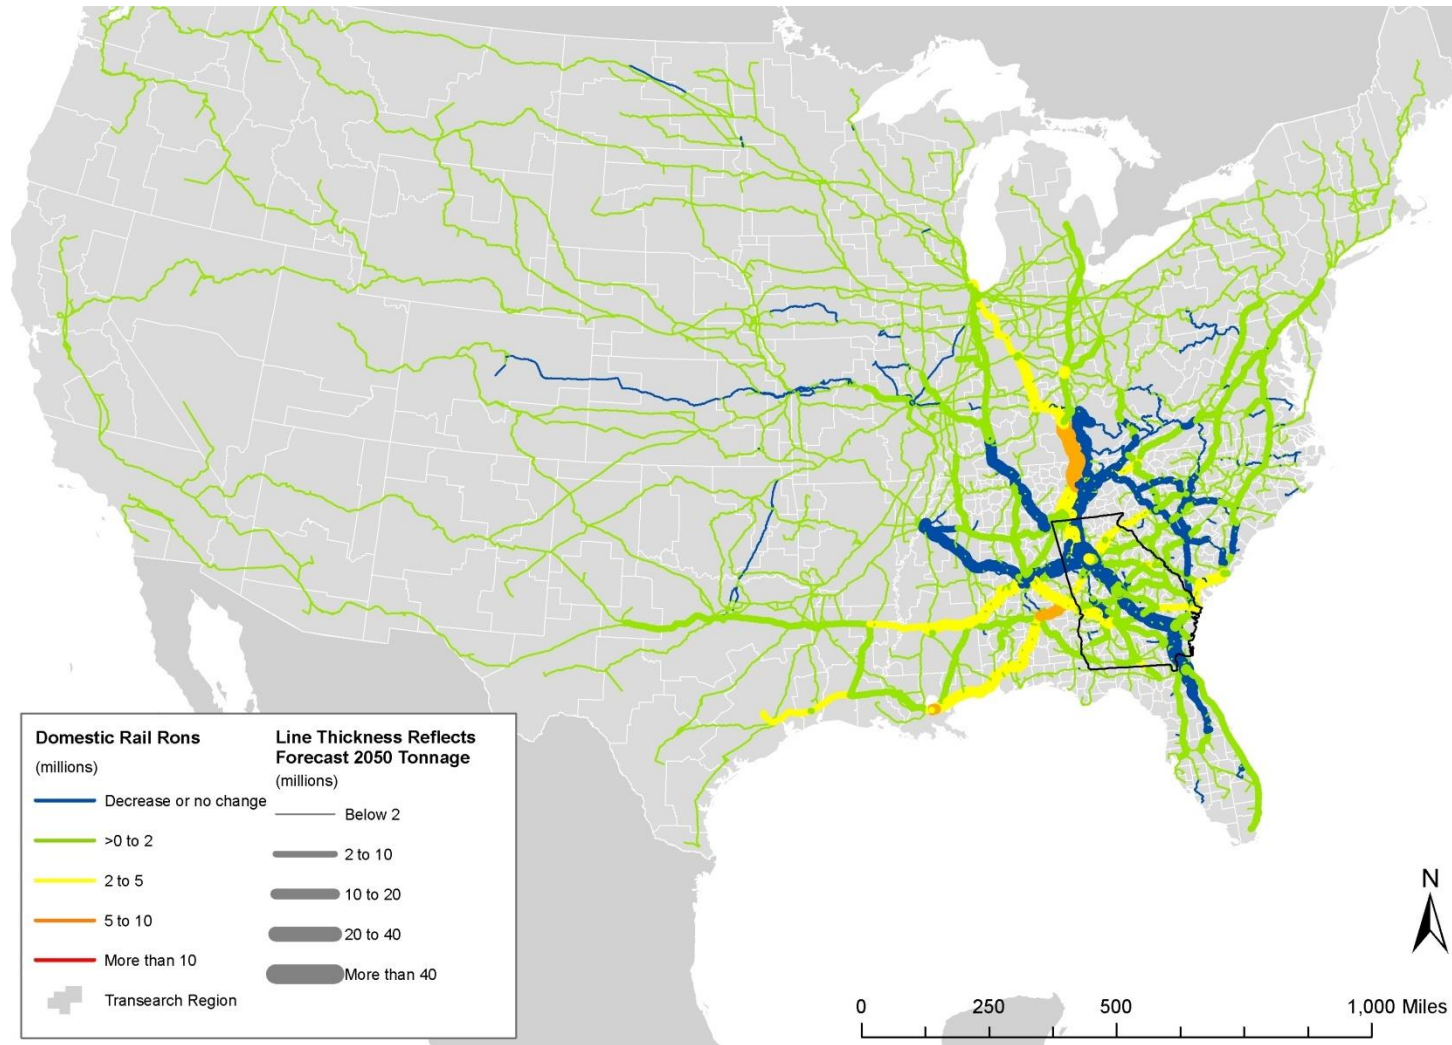 Domestic Rail Rons
(millions)
Decrease or no change
>0 to 2
2 to 5
5 to 10
More than 10
Transearch Region
Line Thickness Reflects
Forecast 2050 Tonnage
(millions)
Below 2
2 to 10
10 to 20
20 to 40
More than 40
N
0 250 500 1,000 Miles